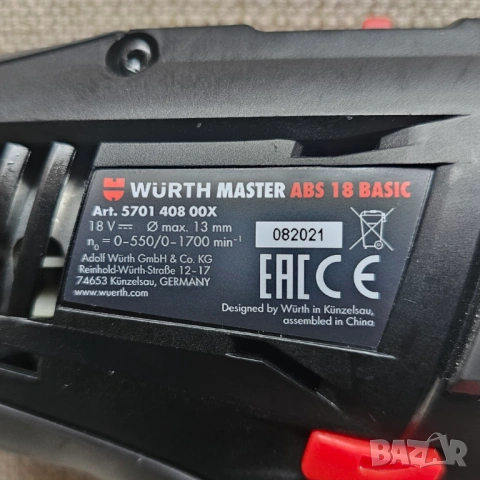 WÜRTH MASTER ABS 18 BASIC
Art. 5701 408 00X
18 V⎓ Ø max. 13 mm
n₀ = 0–550/0–1700 min⁻¹
Adolf Würth GmbH & Co. KG
Reinhold-Würth-Straße 12–17
74653 Künzelsau, GERMANY
www.wuerth.com
082021
EAC CE
Designed by Würth in Künzelsau,
assembled in China.
BAZAR